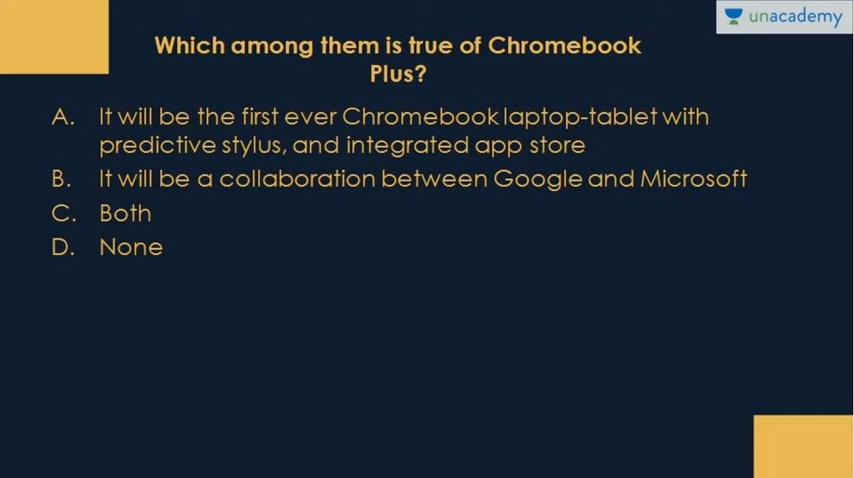 unacademy
Which among them is true of Chromebook
Plus?
A. It will be the first ever Chromebook laptop-tablet with
predictive stylus, and integrated app store
B. It will be a collaboration between Google and Microsoft
C. Both
D. None